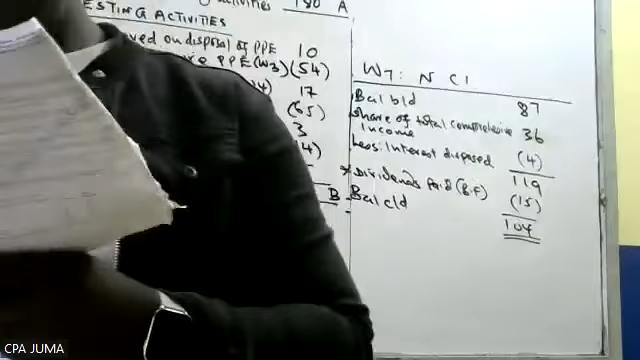 activities 180 A
ESTING ACTIVITIES
ved on disposal of PPE 10
PPE (W3) (54)
17
(65)
3
B
W7: NCI
Bal b/d 87
Share of total comprehensive 36
Income
Less: Interest disposed (4)
119
* Dividends Paid (B.F) (15)
Bal c/d 104
CPA JUMA